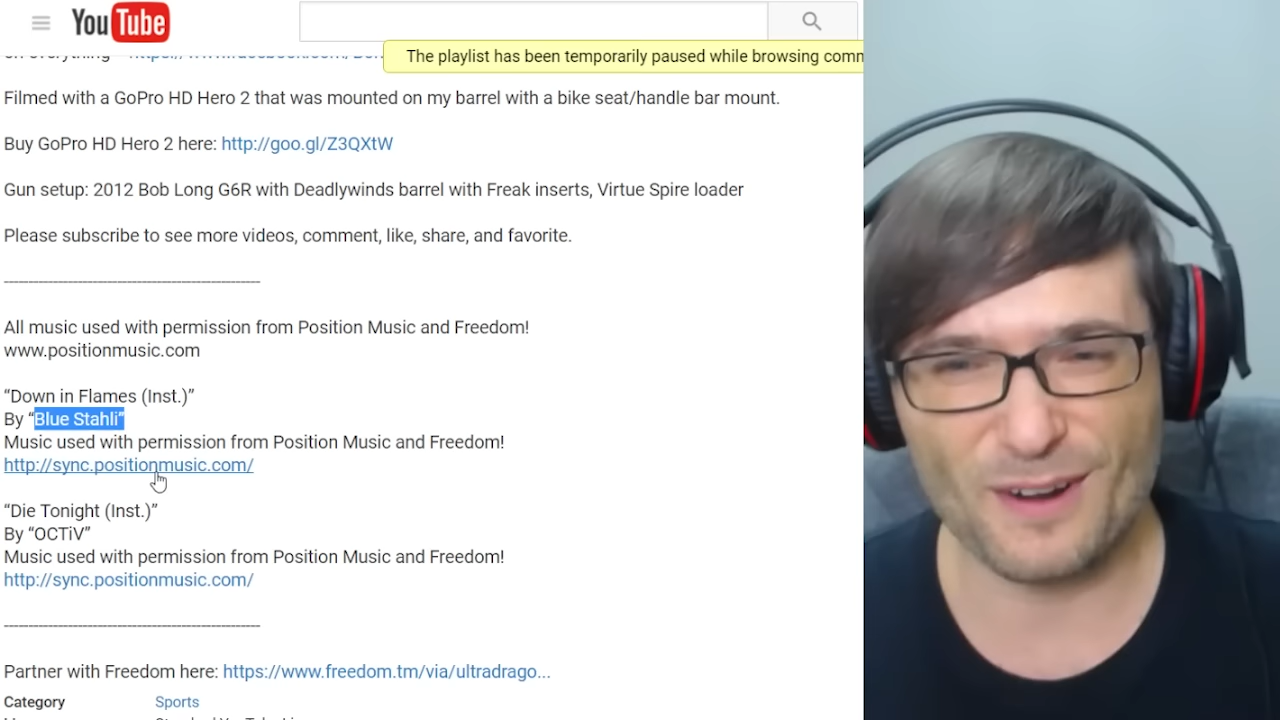 YouTube
The playlist has been temporarily paused while browsing
Filmed with a GoPro HD Hero 2 that was mounted on my barrel with a bike seat/handle bar mount.
Buy GoPro HD Hero 2 here: http://goo.gl/Z3QXtW
Gun setup: 2012 Bob Long G6R with Deadlywinds barrel with Freak inserts, Virtue Spire loader
Please subscribe to see more videos, comment, like, share, and favorite.
----------------------------------------------------
All music used with permission from Position Music and Freedom!
www.positionmusic.com
“Down in Flames (Inst.)”
By “Blue Stahli”
Music used with permission from Position Music and Freedom!
http://sync.positionmusic.com/
“Die Tonight (Inst.)”
By “OCTiV”
Music used with permission from Position Music and Freedom!
http://sync.positionmusic.com/
----------------------------------------------------
Partner with Freedom here: https://www.freedom.tm/via/ultradrago...
Category Sports